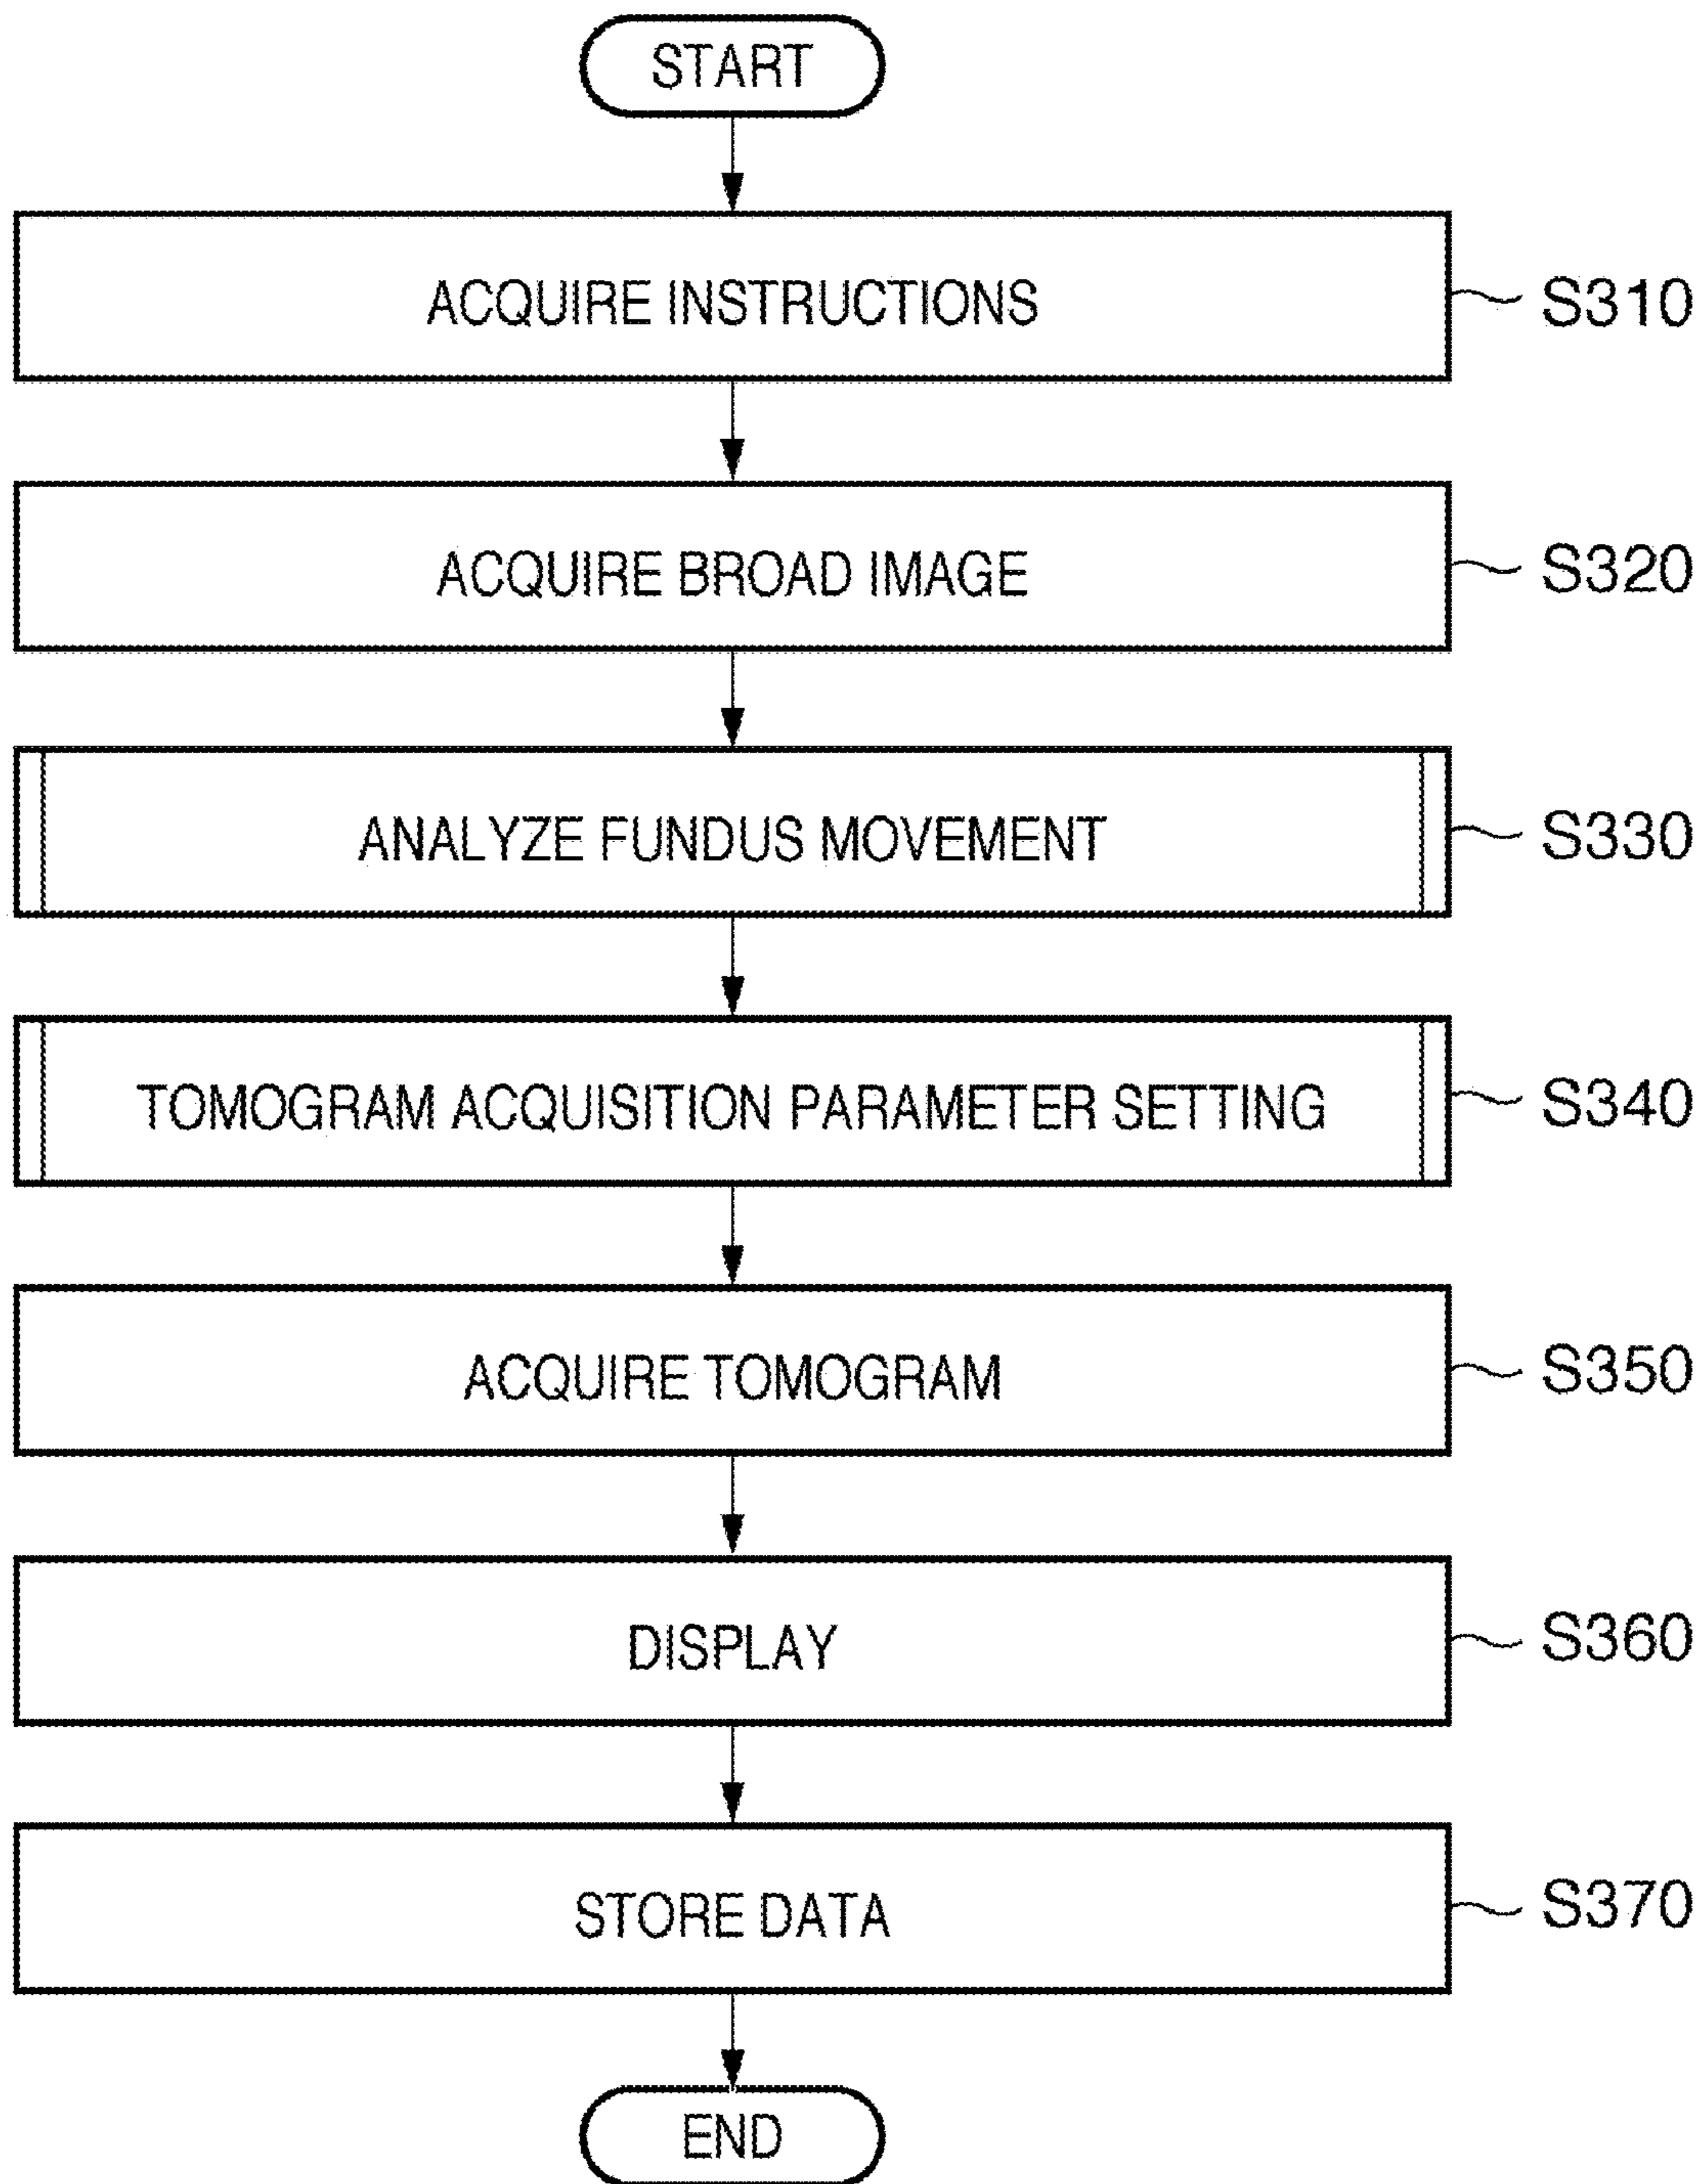 START
ACQUIRE INSTRUCTIONS
S310
ACQUIRE BROAD IMAGE
S320
ANALYZE FUNDUS MOVEMENT
S330
TOMOGRAM ACQUISITION PARAMETER SETTING
S340
ACQUIRE TOMOGRAM
S350
DISPLAY
S360
STORE DATA
S370
END